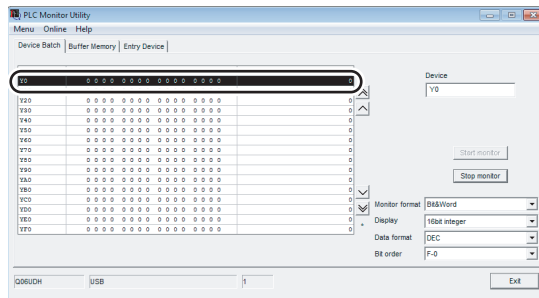 PLC Monitor Utility
Menu Online Help
Device Batch Buffer Memory Entry Device
Y0 0 0 0 0 0 0 0 0 0 0 0 0 0 0 0 0 0
Y20 0 0 0 0 0 0 0 0 0 0 0 0 0 0 0 0 0
Y30 0 0 0 0 0 0 0 0 0 0 0 0 0 0 0 0 0
Y40 0 0 0 0 0 0 0 0 0 0 0 0 0 0 0 0 0
Y50 0 0 0 0 0 0 0 0 0 0 0 0 0 0 0 0 0
Y60 0 0 0 0 0 0 0 0 0 0 0 0 0 0 0 0 0
Y70 0 0 0 0 0 0 0 0 0 0 0 0 0 0 0 0 0
Y80 0 0 0 0 0 0 0 0 0 0 0 0 0 0 0 0 0
Y90 0 0 0 0 0 0 0 0 0 0 0 0 0 0 0 0 0
YA0 0 0 0 0 0 0 0 0 0 0 0 0 0 0 0 0 0
YB0 0 0 0 0 0 0 0 0 0 0 0 0 0 0 0 0 0
YC0 0 0 0 0 0 0 0 0 0 0 0 0 0 0 0 0 0
YD0 0 0 0 0 0 0 0 0 0 0 0 0 0 0 0 0 0
YE0 0 0 0 0 0 0 0 0 0 0 0 0 0 0 0 0 0
YF0 0 0 0 0 0 0 0 0 0 0 0 0 0 0 0 0 0
Device
Y0
Start monitor
Stop monitor
Monitor format Bit&Word
Display 16bit integer
Data format DEC
Bit order F-0
Q06UDH USB 1
Exit